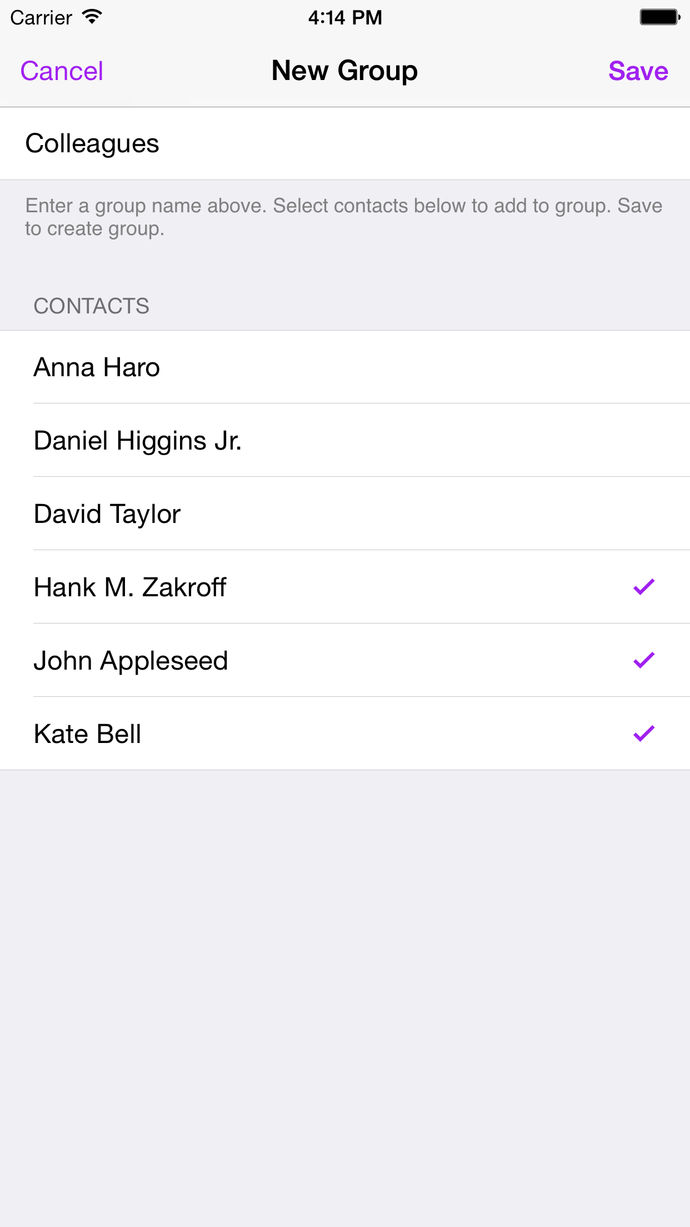 Carrier 4:14 PM
Cancel New Group Save
Colleagues
Enter a group name above. Select contacts below to add to group. Save
to create group.
CONTACTS
Anna Haro
Daniel Higgins Jr.
David Taylor
Hank M. Zakroff
John Appleseed
Kate Bell